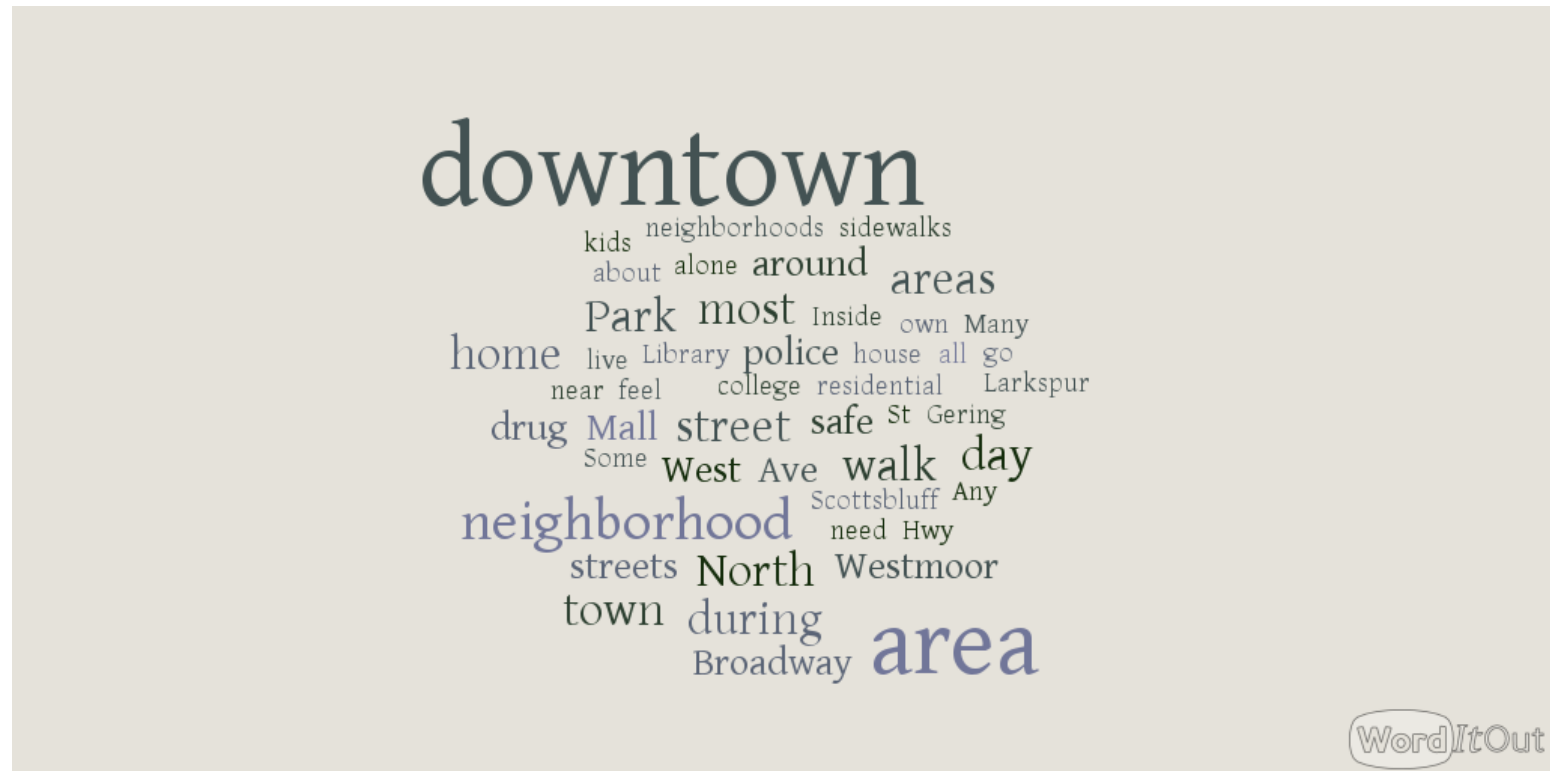 downtown
neighborhoods sidewalks
kids
about alone around areas
Park most Inside own Many
home live Library police house all go
near feel college residential Larkspur
drug Mall street safe St Gering
Some West Ave walk day
neighborhood Scottsbluff Any
need Hwy
streets North Westmoor
town during
Broadway area
WordItOut